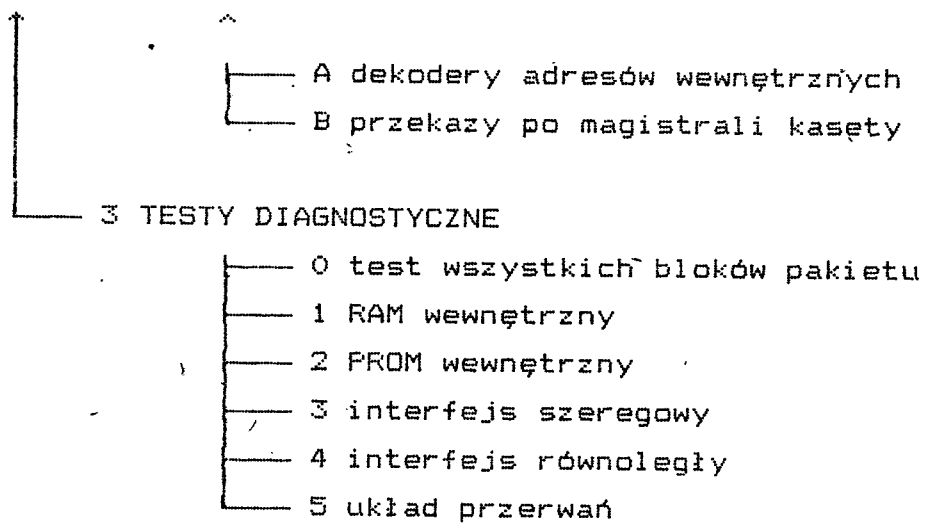 A dekodery adresów wewnętrznych
B przekazy po magistrali kasety
3 TESTY DIAGNOSTYCZNE
0 test wszystkich bloków pakietu
1 RAM wewnętrzny
2 PROM wewnętrzny
3 interfejs szeregowy
4 interfejs równoległy
5 układ przerwań